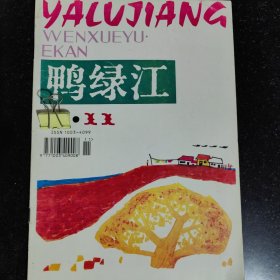 YALUJIANG
WENXUEYU·
EKAN
鸭绿江
·11
ISSN 1003-4099